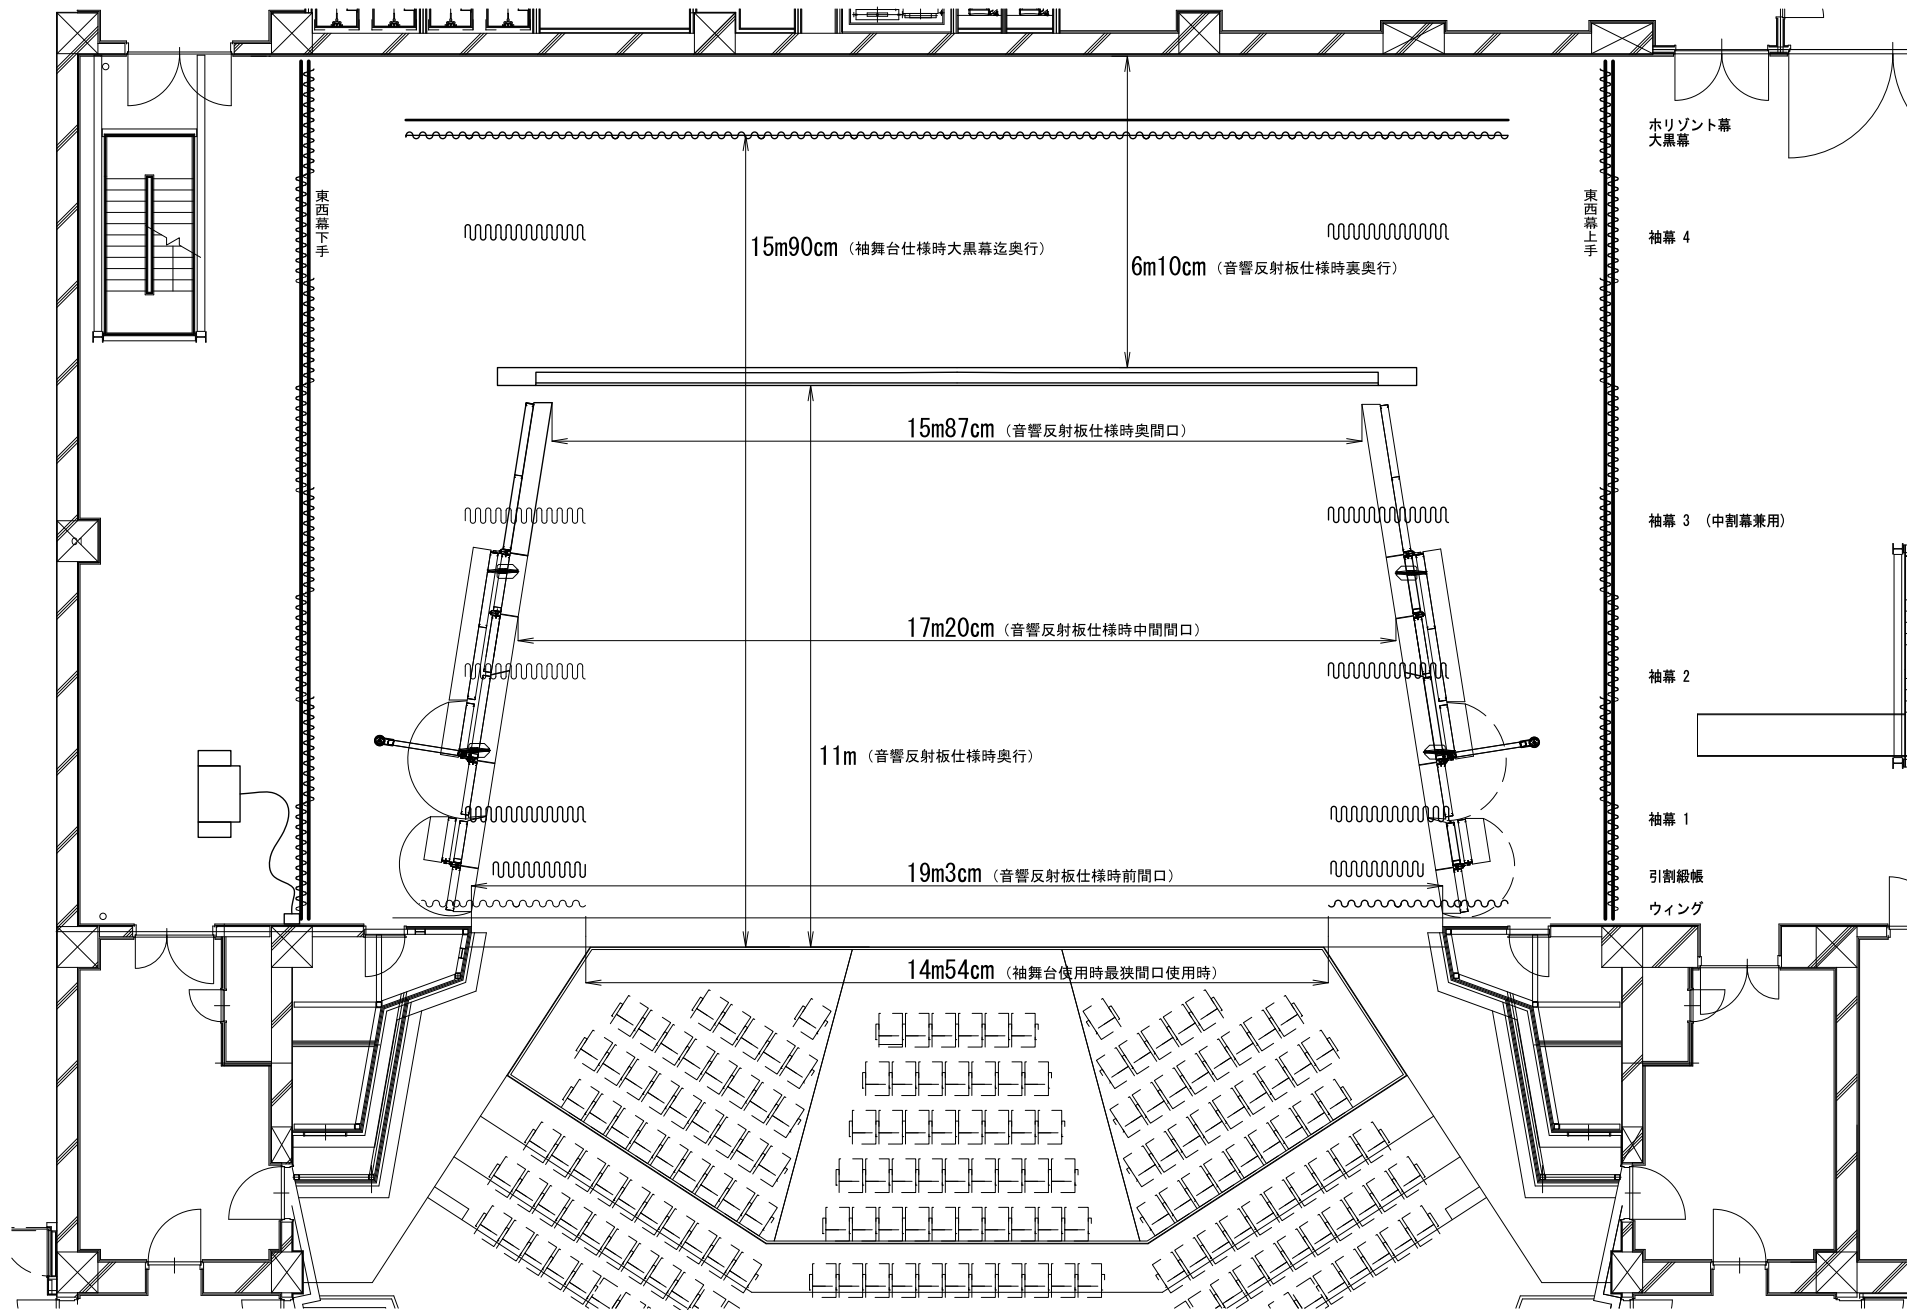 ホリゾント幕
大黒幕
東西幕下手
東西幕上手
袖幕 4
15m90cm (袖舞台仕様時大黒幕迄奥行)
6m10cm (音響反射板仕様時裏奥行)
15m87cm (音響反射板仕様時奥間口)
袖幕 3 (中割幕兼用)
17m20cm (音響反射板仕様時中間間口)
袖幕 2
11m (音響反射板仕様時奥行)
袖幕 1
19m3cm (音響反射板仕様時前間口)
引割緞帳
ウィング
14m54cm (袖舞台使用時最狭間口使用時)